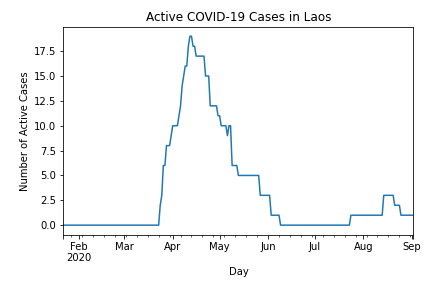 Active COVID-19 Cases in Laos
Number of Active Cases
17.5
15.0
12.5
10.0
7.5
5.0
2.5
0.0
Feb Mar Apr May Jun Jul Aug Sep
2020
Day